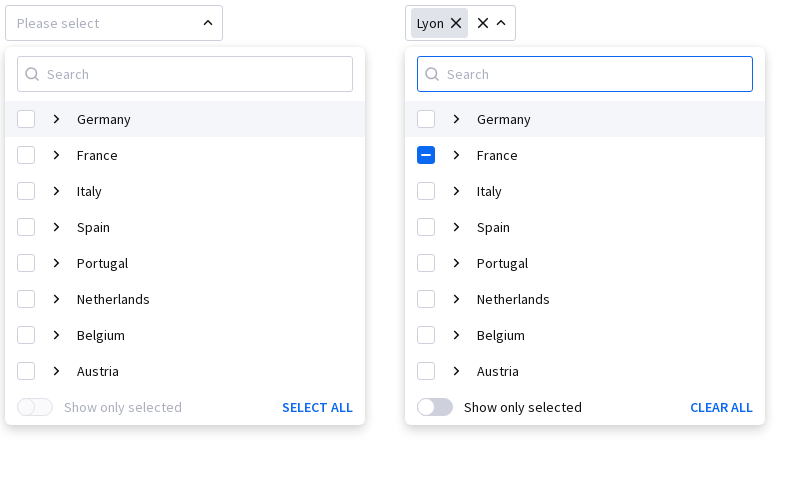 Please select
Search
Germany
France
Italy
Spain
Portugal
Netherlands
Belgium
Austria
Show only selected
SELECT ALL
Lyon
Search
Germany
France
Italy
Spain
Portugal
Netherlands
Belgium
Austria
Show only selected
CLEAR ALL